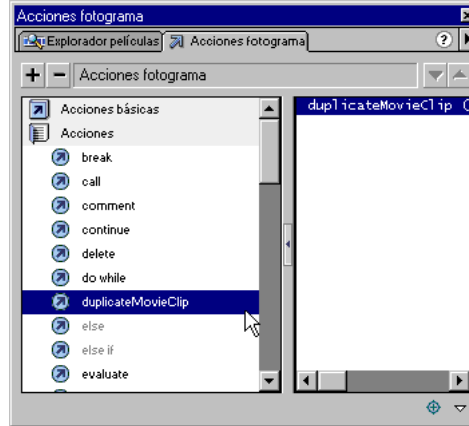 Acciones fotograma
Explorador películas Acciones fotograma
?
+ − Acciones fotograma
Acciones básicas
duplicateMovieClip (
Acciones
break
call
comment
continue
delete
do while
duplicateMovieClip
else
else if
evaluate